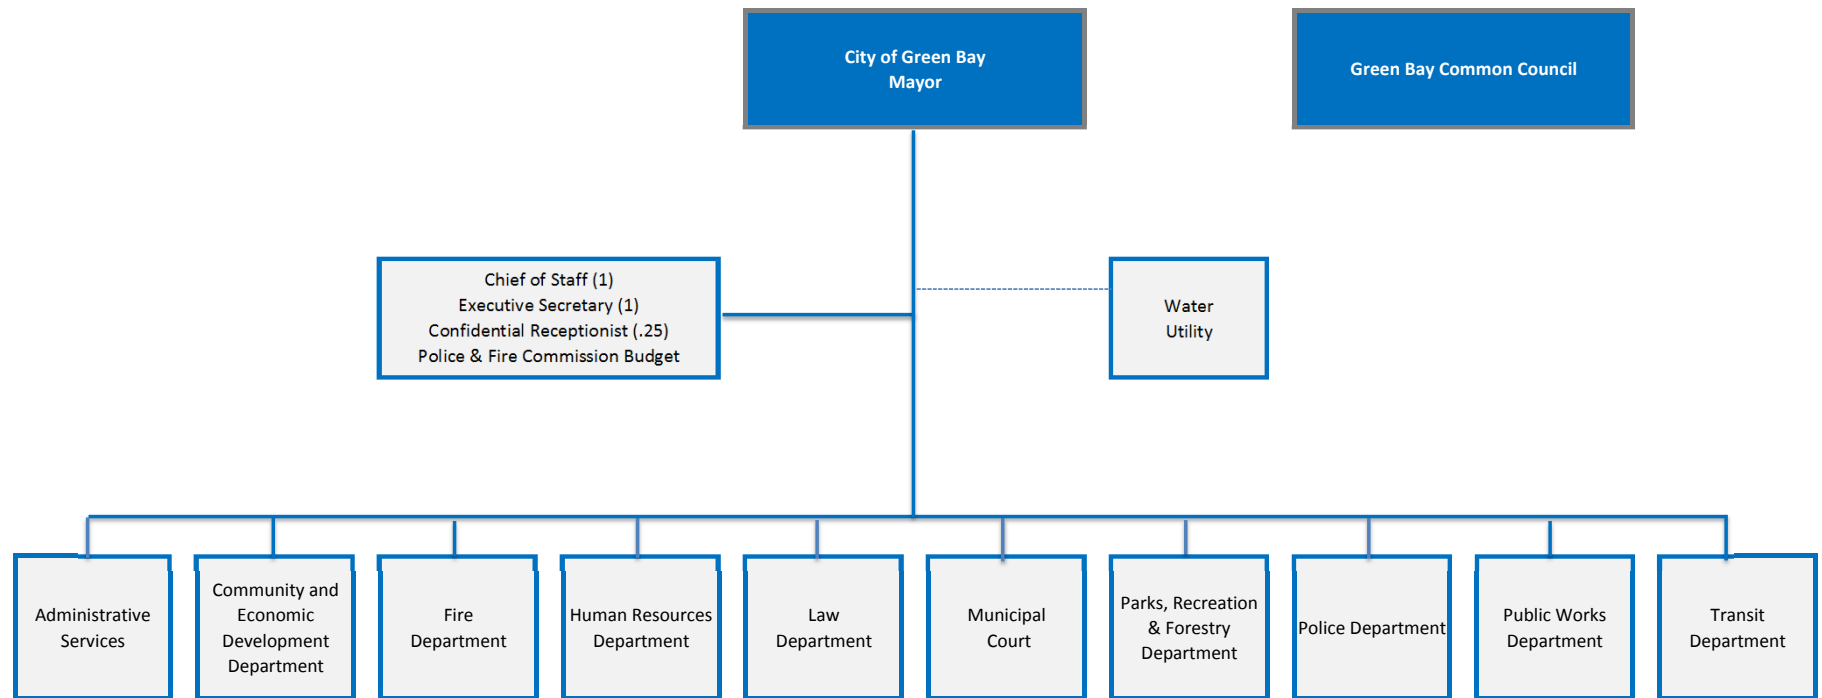 City of Green Bay
Mayor
Green Bay Common Council
Chief of Staff (1)
Executive Secretary (1)
Confidential Receptionist (.25)
Police & Fire Commission Budget
Water
Utility
Administrative
Services
Community and
Economic
Development
Department
Fire
Department
Human Resources
Department
Law
Department
Municipal
Court
Parks, Recreation
& Forestry
Department
Police Department
Public Works
Department
Transit
Department